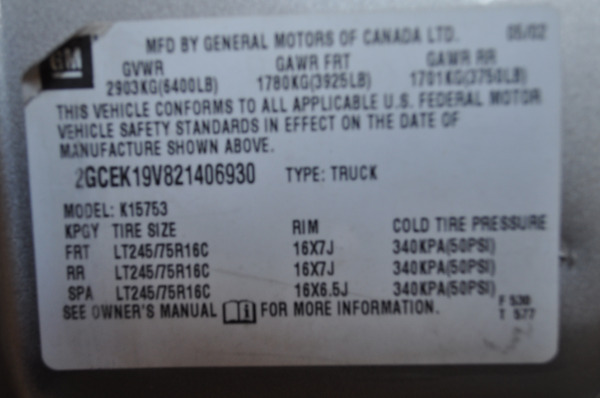 GM
MFD BY GENERAL MOTORS OF CANADA LTD. 05/02
GVWR GAWR FRT GAWR RR
2903KG(6400LB) 1780KG(3925LB) 1701KG(3750LB)
THIS VEHICLE CONFORMS TO ALL APPLICABLE U.S. FEDERAL MOTOR
VEHICLE SAFETY STANDARDS IN EFFECT ON THE DATE OF
MANUFACTURE SHOWN ABOVE.
2GCEK19V821406930 TYPE: TRUCK
MODEL: K15753
KPGY TIRE SIZE RIM COLD TIRE PRESSURE
FRT LT245/75R16C 16X7J 340KPA(50PSI)
RR LT245/75R16C 16X7J 340KPA(50PSI)
SPA LT245/75R16C 16X6.5J 340KPA(50PSI)
SEE OWNER'S MANUAL FOR MORE INFORMATION.
F 538
T 577